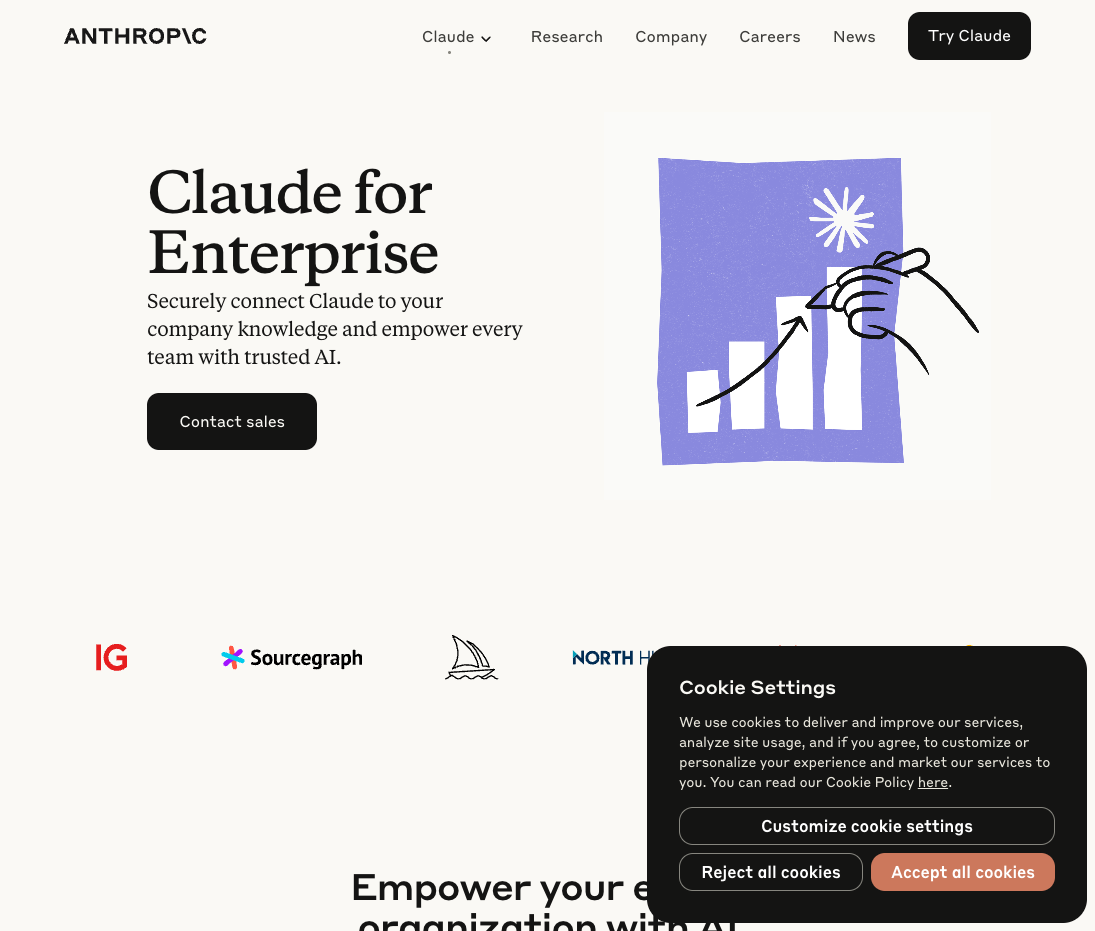 ANTHROP\C
Claude
Research
Company
Careers
News
Try Claude
Claude for
Enterprise
Securely connect Claude to your
company knowledge and empower every
team with trusted AI.
Contact sales
IG
Sourcegraph
NORTH
Cookie Settings
We use cookies to deliver and improve our services,
analyze site usage, and if you agree, to customize or
personalize your experience and market our services to
you. You can read our Cookie Policy here.
Customize cookie settings
Reject all cookies
Accept all cookies
Empower your
organization with AI